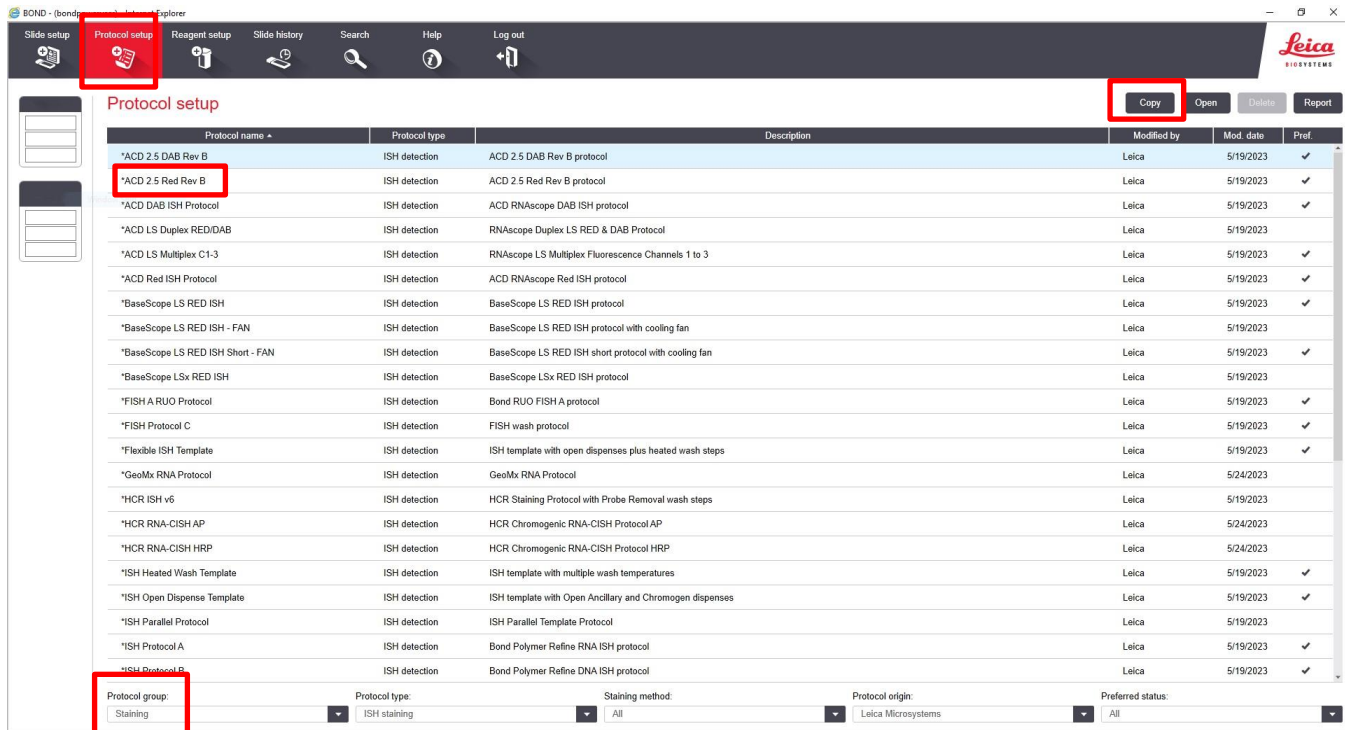 BOND - (bondp Internet Explorer
Slide setup Protocol setup Reagent setup Slide history Search Help Log out
Leica
BIOSYSTEMS
Protocol setup
Copy Open Delete Report
Protocol name Protocol type Description Modified by Mod. date Pref.
*ACD 2.5 DAB Rev B ISH detection ACD 2.5 DAB Rev B protocol Leica 5/19/2023 ✔
*ACD 2.5 Red Rev B ISH detection ACD 2.5 Red Rev B protocol Leica 5/19/2023 ✔
*ACD DAB ISH Protocol ISH detection ACD RNAscope DAB ISH protocol Leica 5/19/2023 ✔
*ACD LS Duplex RED/DAB ISH detection RNAscope Duplex LS RED & DAB Protocol Leica 5/19/2023
*ACD LS Multiplex C1-3 ISH detection RNAscope LS Multiplex Fluorescence Channels 1 to 3 Leica 5/19/2023 ✔
*ACD Red ISH Protocol ISH detection ACD RNAscope Red ISH protocol Leica 5/19/2023 ✔
*BaseScope LS RED ISH ISH detection BaseScope LS RED ISH protocol Leica 5/19/2023 ✔
*BaseScope LS RED ISH - FAN ISH detection BaseScope LS RED ISH protocol with cooling fan Leica 5/19/2023
*BaseScope LS RED ISH Short - FAN ISH detection BaseScope LS RED ISH short protocol with cooling fan Leica 5/19/2023 ✔
*BaseScope LSx RED ISH ISH detection BaseScope LSx RED ISH protocol Leica 5/19/2023
*FISH A RUO Protocol ISH detection Bond RUO FISH A protocol Leica 5/19/2023 ✔
*FISH Protocol C ISH detection FISH wash protocol Leica 5/19/2023 ✔
*Flexible ISH Template ISH detection ISH template with open dispenses plus heated wash steps Leica 5/19/2023 ✔
*GeoMx RNA Protocol ISH detection GeoMx RNA Protocol Leica 5/24/2023
*HCR ISH v6 ISH detection HCR Staining Protocol with Probe Removal wash steps Leica 5/19/2023
*HCR RNA-CISH AP ISH detection HCR Chromogenic RNA-CISH Protocol AP Leica 5/24/2023
*HCR RNA-CISH HRP ISH detection HCR Chromogenic RNA-CISH Protocol HRP Leica 5/24/2023
*ISH Heated Wash Template ISH detection ISH template with multiple wash temperatures Leica 5/19/2023 ✔
*ISH Open Dispense Template ISH detection ISH template with Open Ancillary and Chromogen dispenses Leica 5/19/2023 ✔
*ISH Parallel Protocol ISH detection ISH Parallel Template Protocol Leica 5/19/2023
*ISH Protocol A ISH detection Bond Polymer Refine RNA ISH protocol Leica 5/19/2023 ✔
*ISH Protocol B ISH detection Bond Polymer Refine DNA ISH protocol Leica 5/19/2023 ✔
Protocol group: Protocol type: Staining method: Protocol origin: Preferred status:
Staining ISH staining All Leica Microsystems All